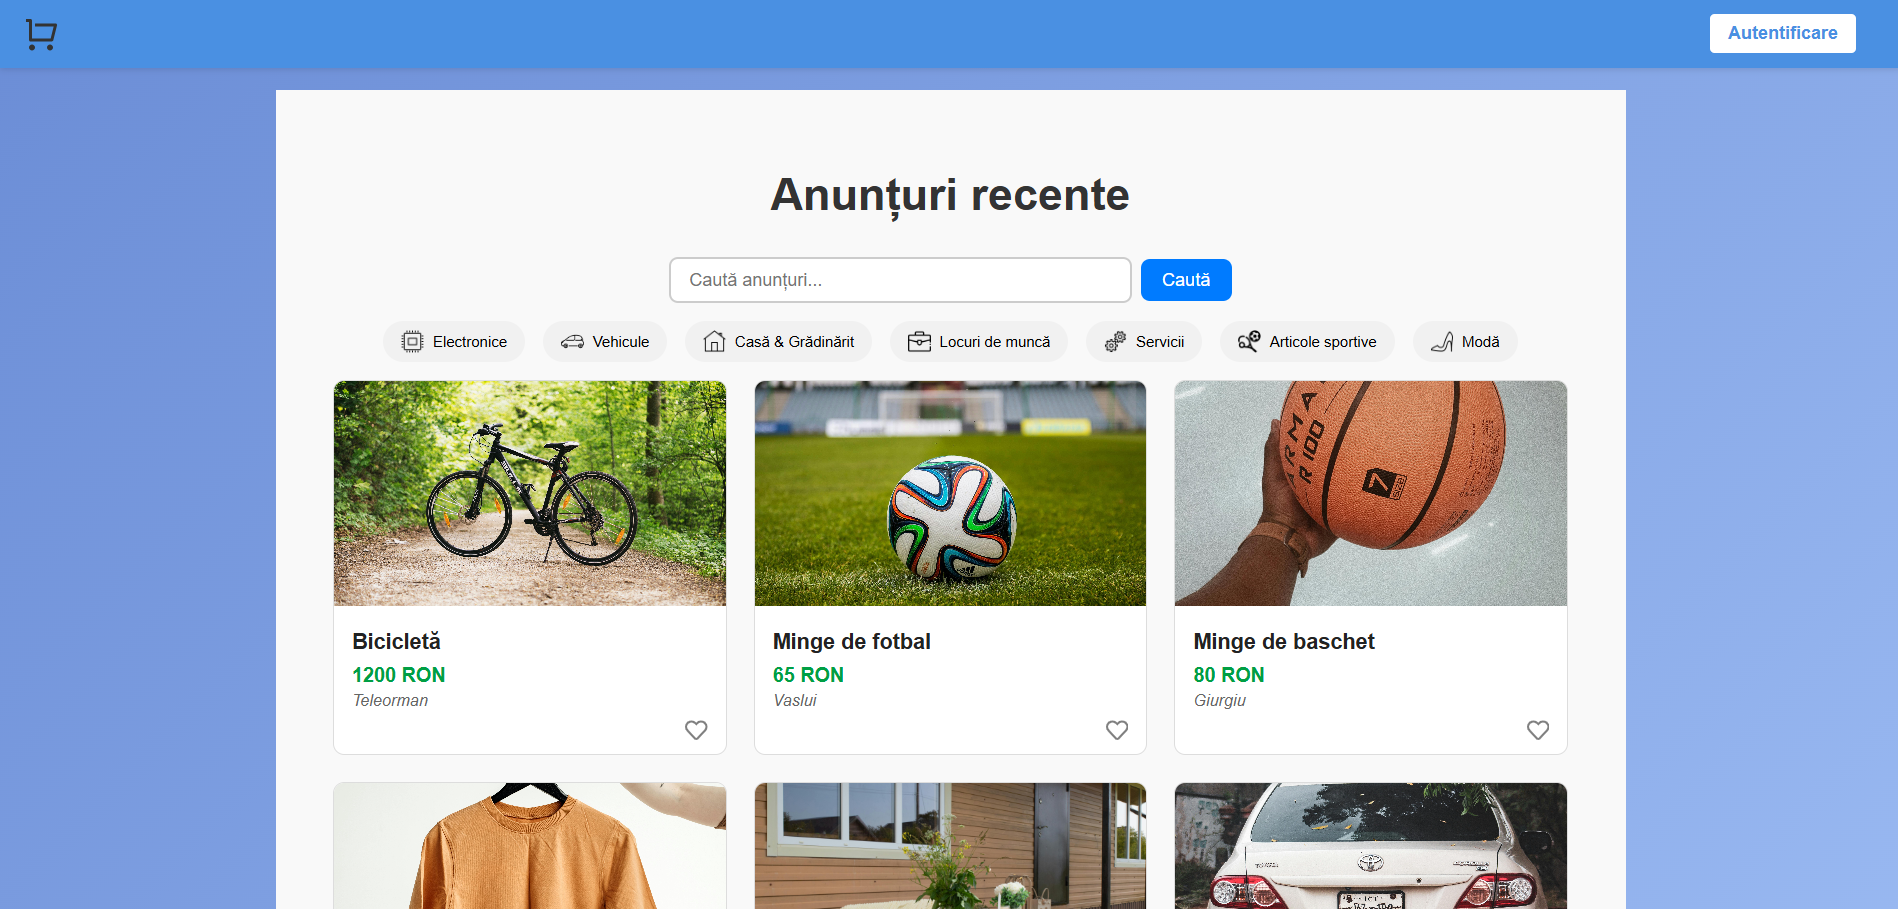 Autentificare
Anunțuri recente
Caută anunțuri...
Caută
Electronice
Vehicule
Casă & Grădinărit
Locuri de muncă
Servicii
Articole sportive
Modă
7
Bicicletă
1200 RON
Teleorman
Minge de fotbal
65 RON
Vaslui
Minge de baschet
80 RON
Giurgiu